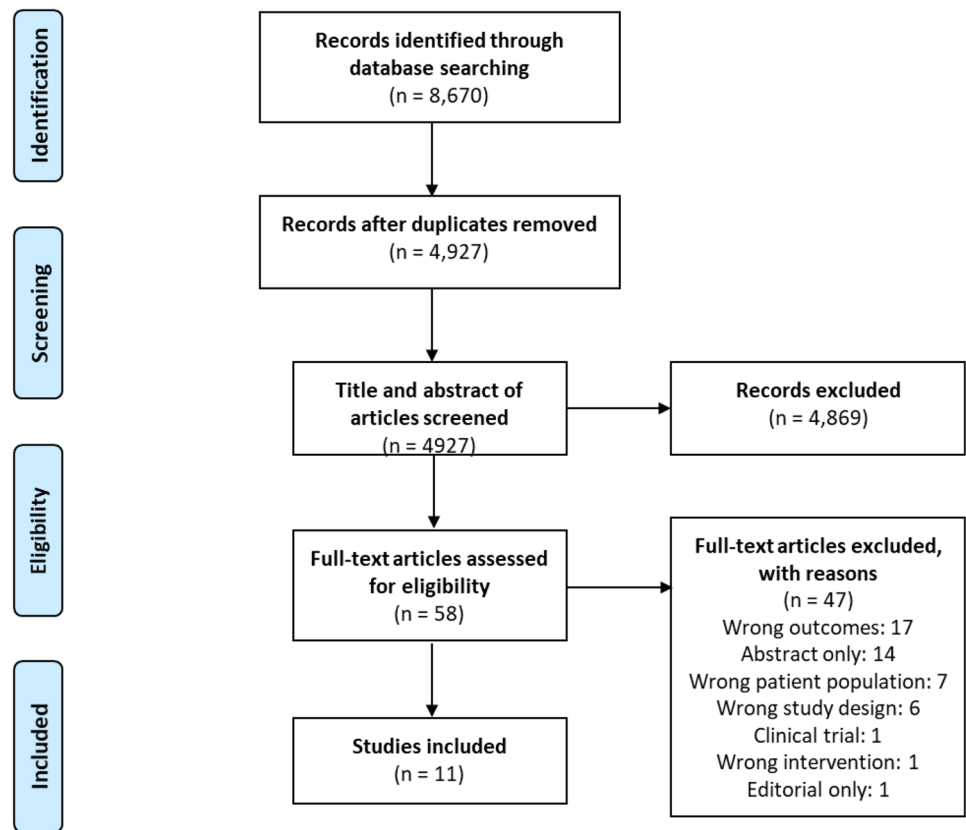 Identification
Records identified through
database searching
(n = 8,670)
Records after duplicates removed
(n = 4,927)
Screening
Title and abstract of
articles screened
(n = 4927)
Records excluded
(n = 4,869)
Eligibility
Full-text articles assessed
for eligibility
(n = 58)
Full-text articles excluded,
with reasons
(n = 47)
Wrong outcomes: 17
Abstract only: 14
Wrong patient population: 7
Wrong study design: 6
Clinical trial: 1
Wrong intervention: 1
Editorial only: 1
Included
Studies included
(n = 11)